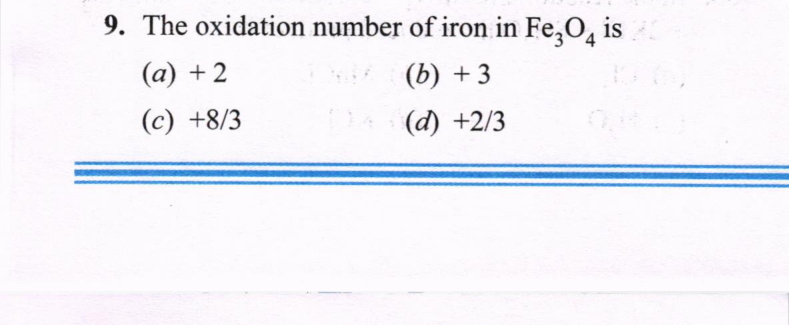 9. The oxidation number of iron in Fe₃O₄ is
(a) + 2 (b) + 3
(c) +8/3 (d) +2/3